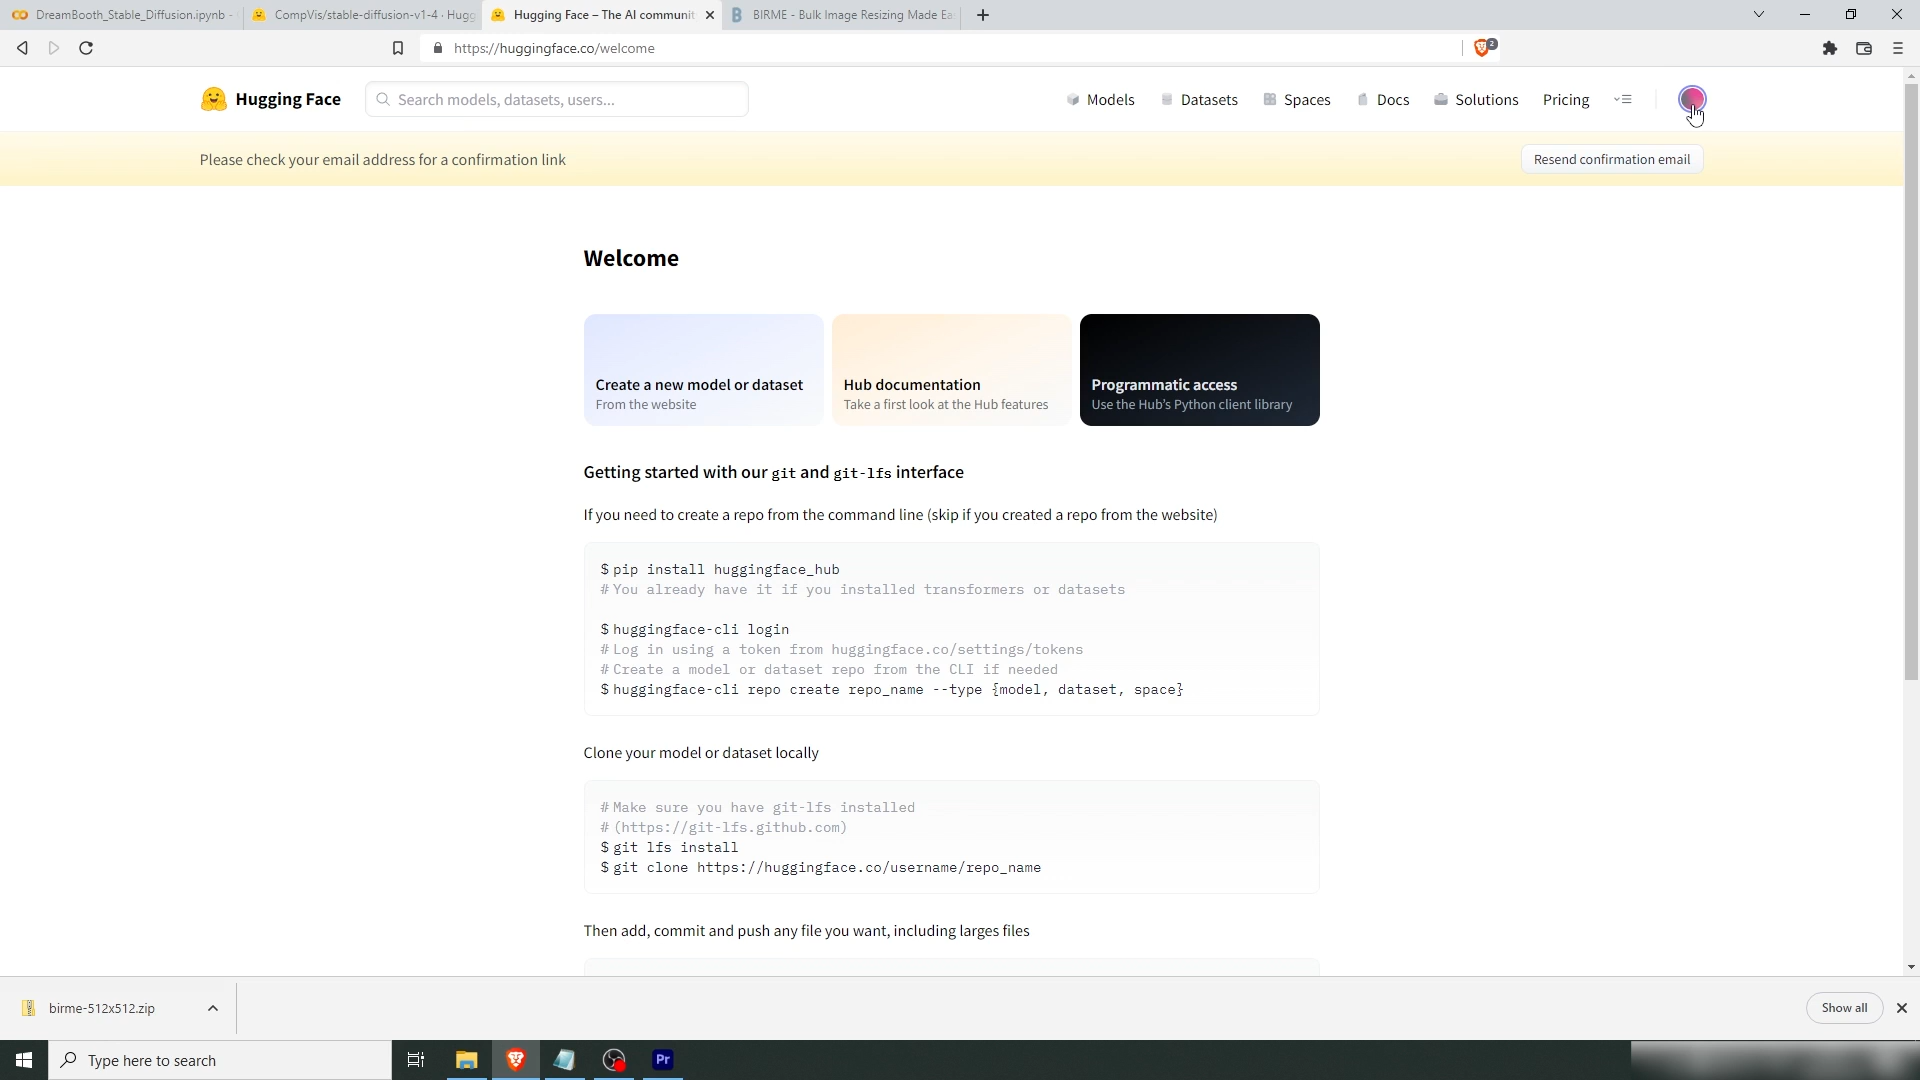 DreamBooth_Stable_Diffusion.ipynb -
CompVis/stable-diffusion-v1-4 · Hugg
Hugging Face – The AI communit
BIRME - Bulk Image Resizing Made Ea
https://huggingface.co/welcome
2
Hugging Face
Search models, datasets, users...
Models
Datasets
Spaces
Docs
Solutions
Pricing
Please check your email address for a confirmation link
Resend confirmation email
Welcome
Create a new model or dataset
From the website
Hub documentation
Take a first look at the Hub features
Programmatic access
Use the Hub's Python client library
Getting started with our git and git-lfs interface
If you need to create a repo from the command line (skip if you created a repo from the website)
$ pip install huggingface_hub
# You already have it if you installed transformers or datasets
$ huggingface-cli login
# Log in using a token from huggingface.co/settings/tokens
# Create a model or dataset repo from the CLI if needed
$ huggingface-cli repo create repo_name --type {model, dataset, space}
Clone your model or dataset locally
# Make sure you have git-lfs installed
# (https://git-lfs.github.com)
$ git lfs install
$ git clone https://huggingface.co/username/repo_name
Then add, commit and push any file you want, including larges files
birme-512x512.zip
Show all
Type here to search
Pr